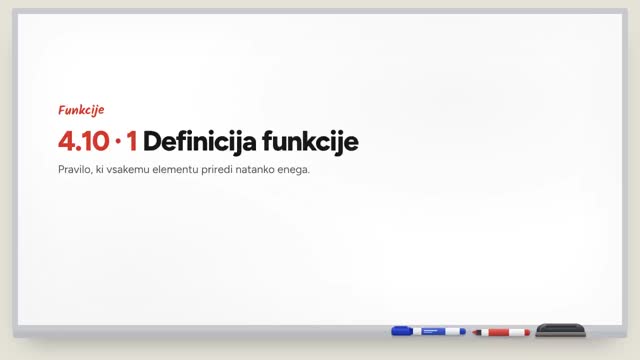 Funkcije
4.10 · 1 Definicija funkcije
Pravilo, ki vsakemu elementu priredi natanko enega.